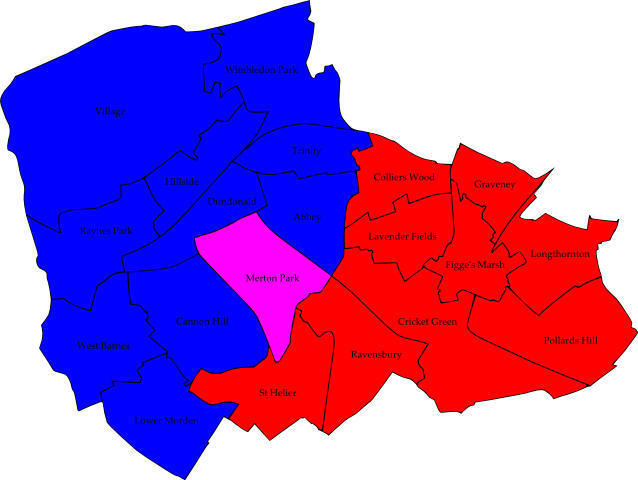 Wimbledon Park
Village
Trinity
Colliers Wood
Hillside
Graveney
Dundonald
Abbey
Raynes Park
Lavender Fields
Longthornton
Figge's Marsh
Merton Park
Cannon Hill
Cricket Green
West Barnes
Pollards Hill
Ravensbury
St Helier
Lower Morden